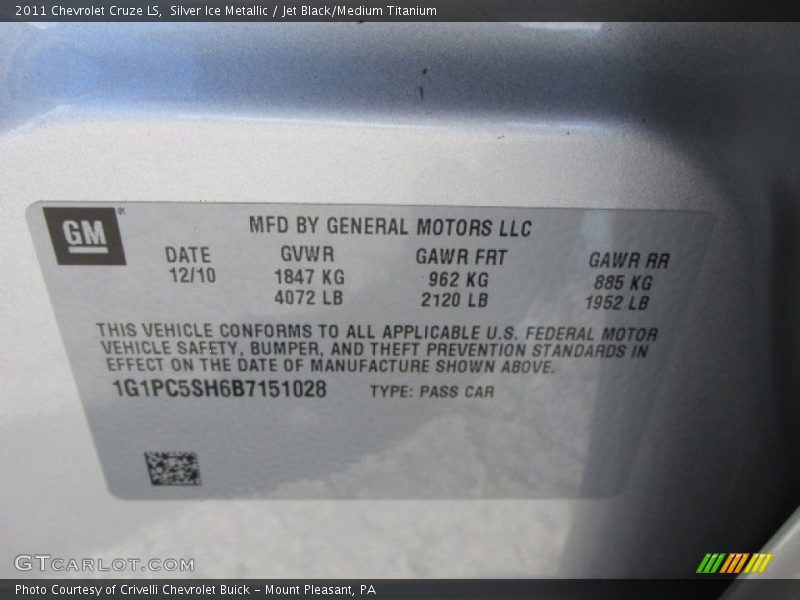 2011 Chevrolet Cruze LS, Silver Ice Metallic / Jet Black/Medium Titanium
GM®
MFD BY GENERAL MOTORS LLC
DATE GVWR GAWR FRT GAWR RR
12/10 1847 KG 962 KG 885 KG
4072 LB 2120 LB 1952 LB
THIS VEHICLE CONFORMS TO ALL APPLICABLE U.S. FEDERAL MOTOR
VEHICLE SAFETY, BUMPER, AND THEFT PREVENTION STANDARDS IN
EFFECT ON THE DATE OF MANUFACTURE SHOWN ABOVE.
1G1PC5SH6B7151028 TYPE: PASS CAR
GTCARLOT.COM
Photo Courtesy of Crivelli Chevrolet Buick - Mount Pleasant, PA